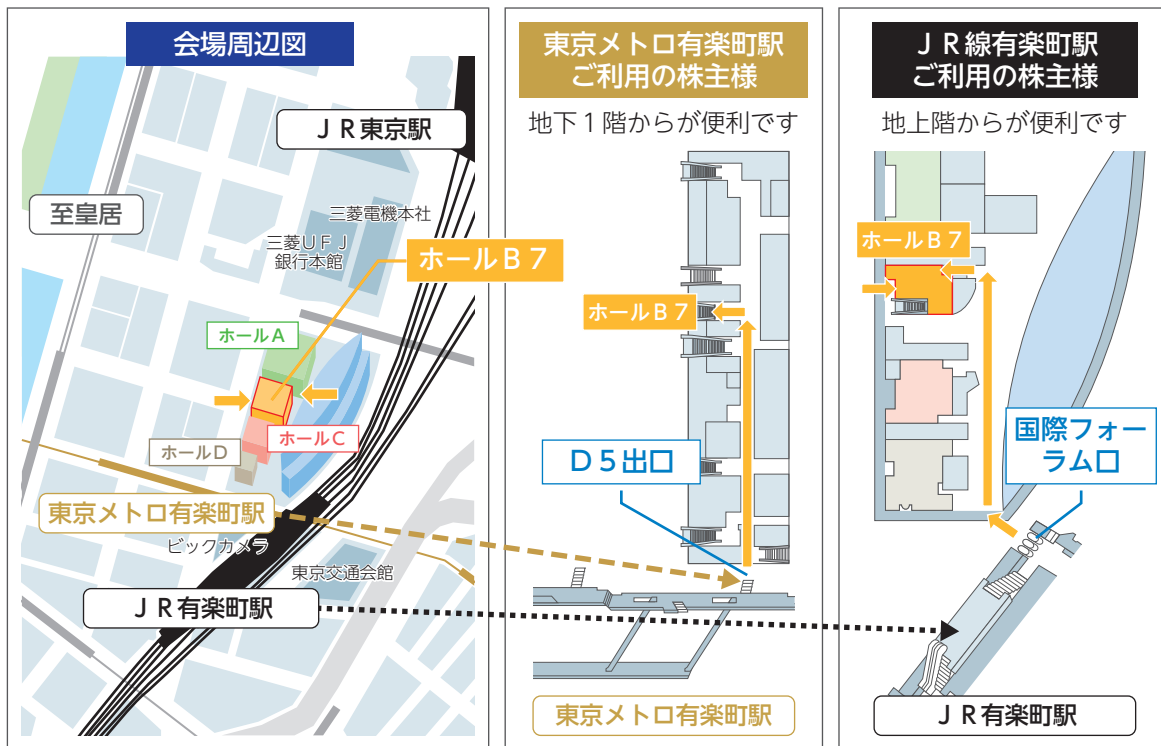 会場周辺図
ＪＲ東京駅
至皇居
三菱電機本社
三菱ＵＦＪ
銀行本館
ホールＢ７
ホールＡ
ホールＣ
ホールＤ
東京メトロ有楽町駅
ビックカメラ
東京交通会館
ＪＲ有楽町駅
東京メトロ有楽町駅
ご利用の株主様
地下１階からが便利です
ホールＢ７
Ｄ５出口
東京メトロ有楽町駅
ＪＲ線有楽町駅
ご利用の株主様
地上階からが便利です
ホールＢ７
国際フォー
ラム口
ＪＲ有楽町駅